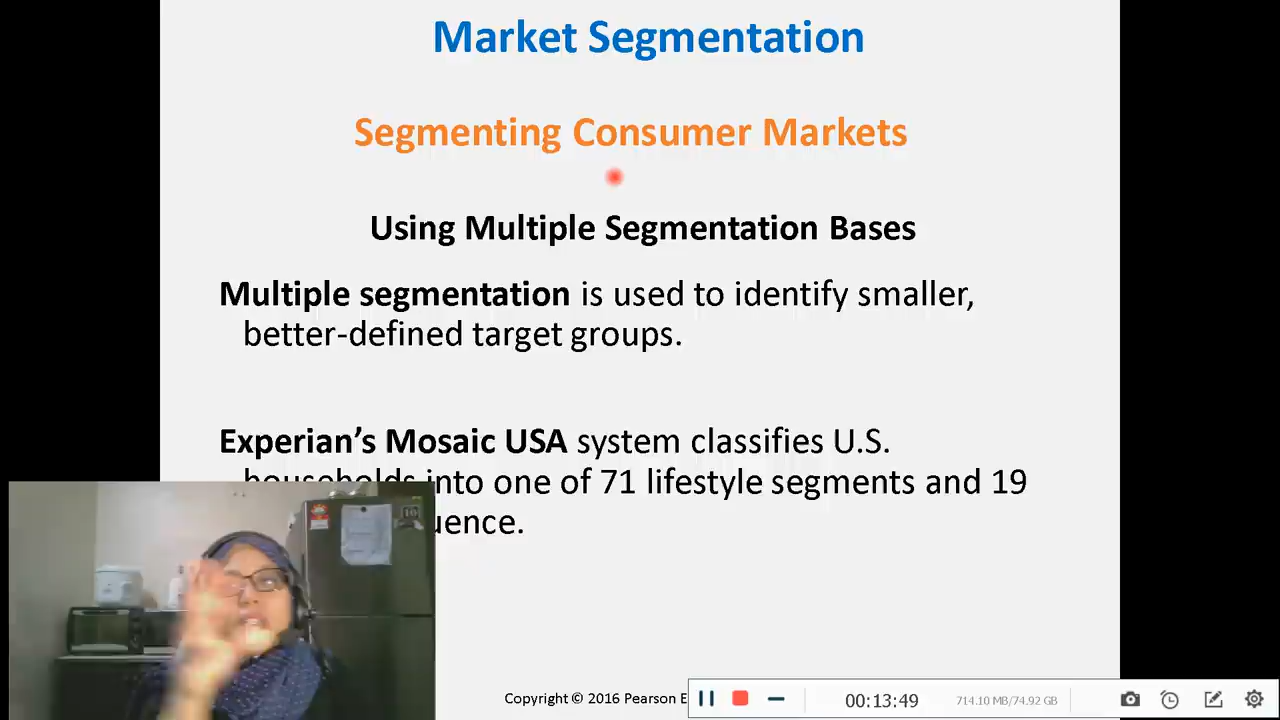 Market Segmentation
Segmenting Consumer Markets
Using Multiple Segmentation Bases
Multiple segmentation is used to identify smaller,
better-defined target groups.
Experian’s Mosaic USA system classifies U.S.
households into one of 71 lifestyle segments and 19
uence.
Copyright © 2016 Pearson E
00:13:49
714.10 MB/74.92 GB
10